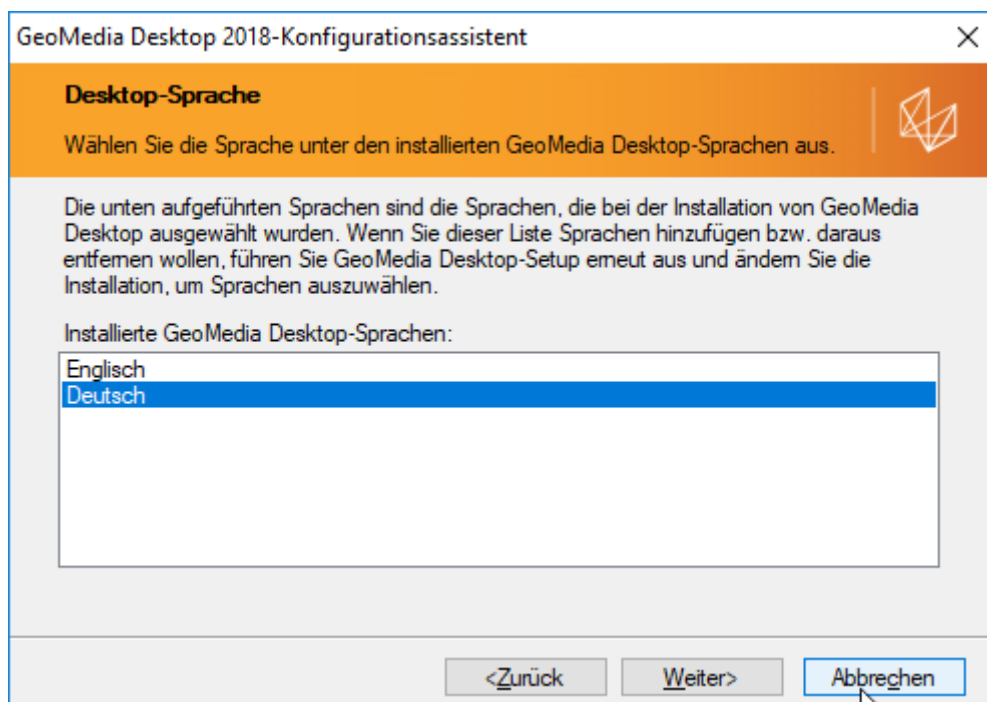 GeoMedia Desktop 2018-Konfigurationsassistent
Desktop-Sprache
Wählen Sie die Sprache unter den installierten GeoMedia Desktop-Sprachen aus.
Die unten aufgeführten Sprachen sind die Sprachen, die bei der Installation von GeoMedia
Desktop ausgewählt wurden. Wenn Sie dieser Liste Sprachen hinzufügen bzw. daraus
entfernen wollen, führen Sie GeoMedia Desktop-Setup erneut aus und ändern Sie die
Installation, um Sprachen auszuwählen.
Installierte GeoMedia Desktop-Sprachen:
Englisch
Deutsch
<Zurück Weiter> Abbrechen